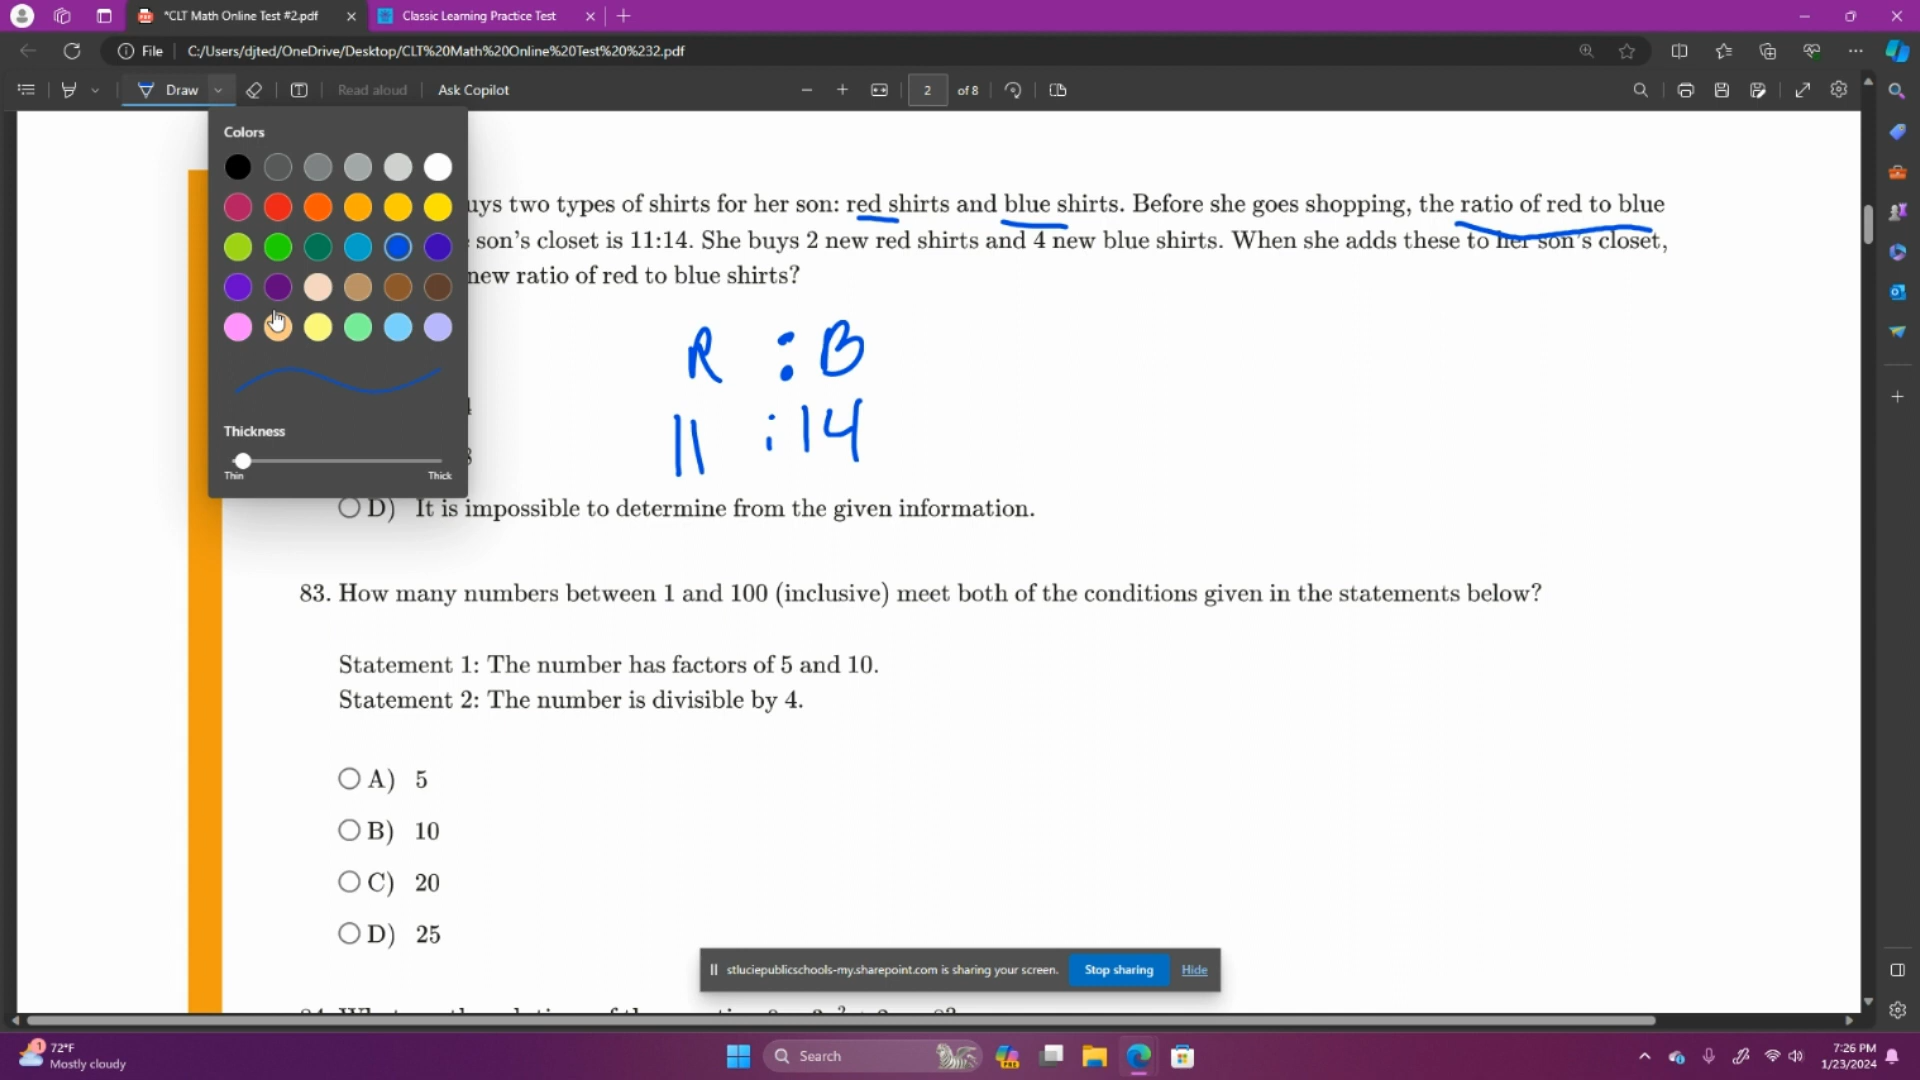 *CLT Math Online Test #2.pdf
Classic Learning Practice Test
File
C:/Users/djted/OneDrive/Desktop/CLT%20Math%20Online%20Test%20%232.pdf
Draw
Read aloud
Ask Copilot
2
of 8
Colors
Thickness
Thin
Thick
uys two types of shirts for her son: red shirts and blue shirts. Before she goes shopping, the ratio of red to blue
son's closet is 11:14. She buys 2 new red shirts and 4 new blue shirts. When she adds these to her son's closet,
new ratio of red to blue shirts?
R : B
11 : 14
D) It is impossible to determine from the given information.
83. How many numbers between 1 and 100 (inclusive) meet both of the conditions given in the statements below?
Statement 1: The number has factors of 5 and 10.
Statement 2: The number is divisible by 4.
A) 5
B) 10
C) 20
D) 25
stluciepublicschools-my.sharepoint.com is sharing your screen.
Stop sharing
Hide
1
72°F
Mostly cloudy
Search
PRE
7:26 PM
1/23/2024